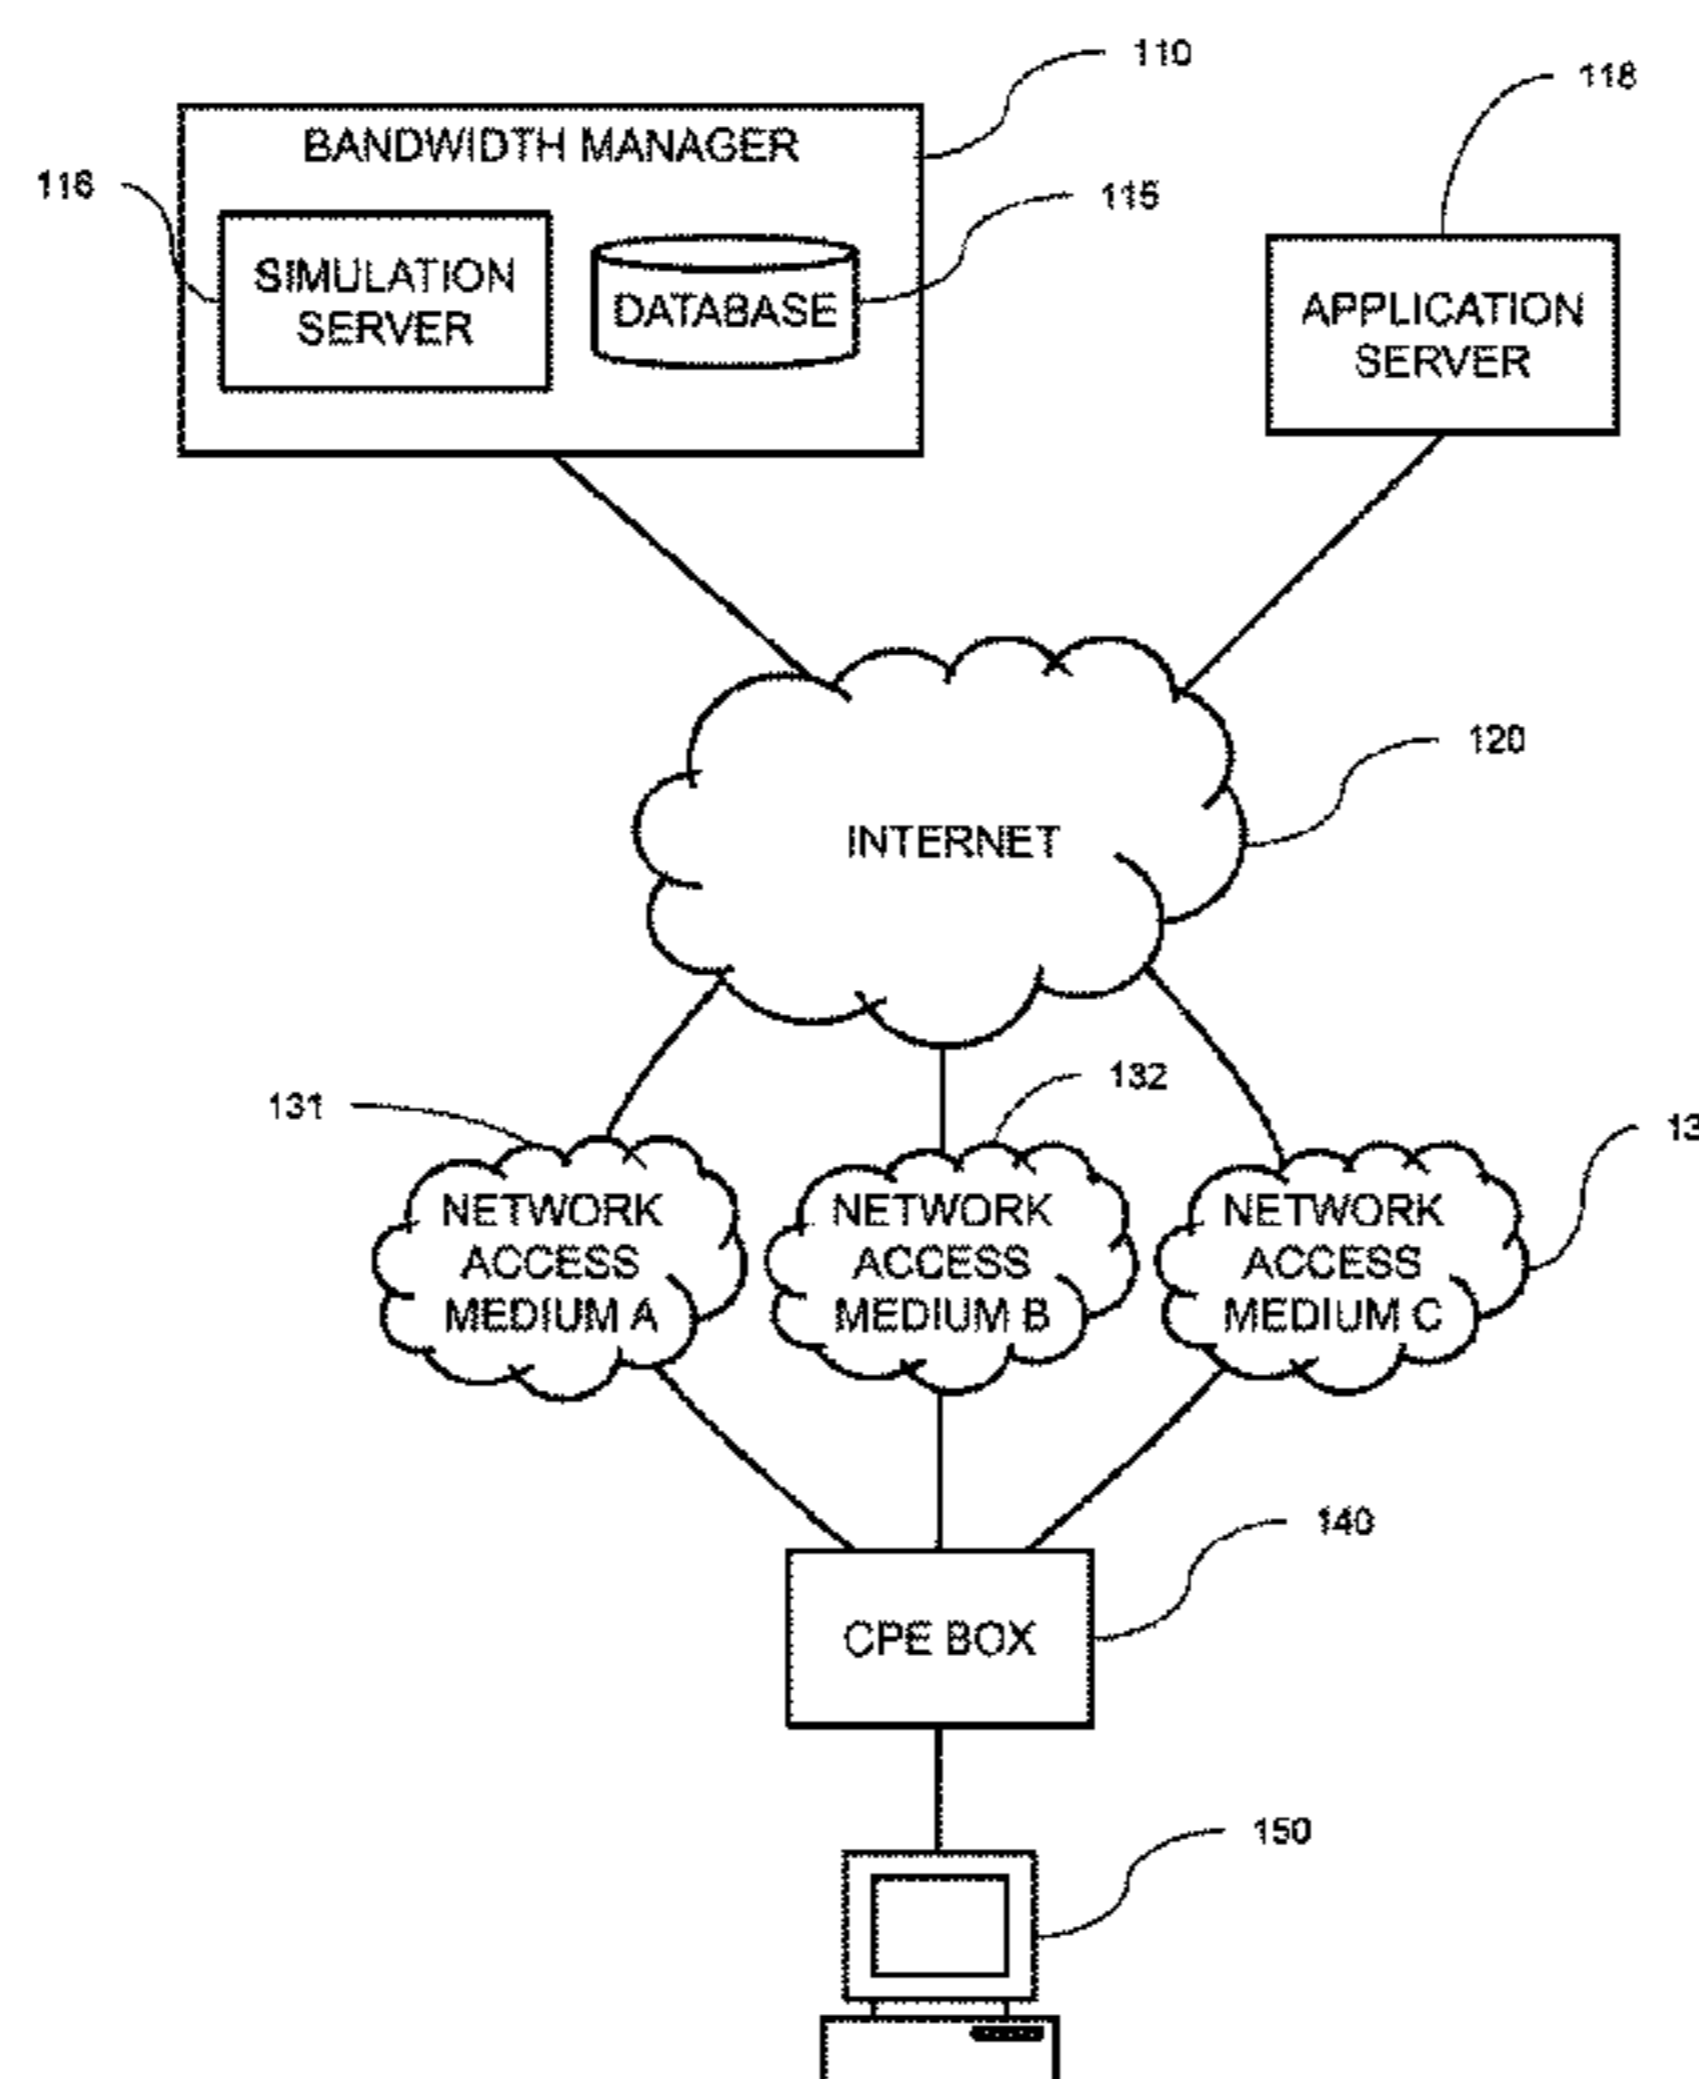 110
118
BANDWIDTH MANAGER
116
115
SIMULATION
SERVER
DATABASE
APPLICATION
SERVER
120
INTERNET
131
132
13
NETWORK
ACCESS
MEDIUM A
NETWORK
ACCESS
MEDIUM B
NETWORK
ACCESS
MEDIUM C
140
CPE BOX
150